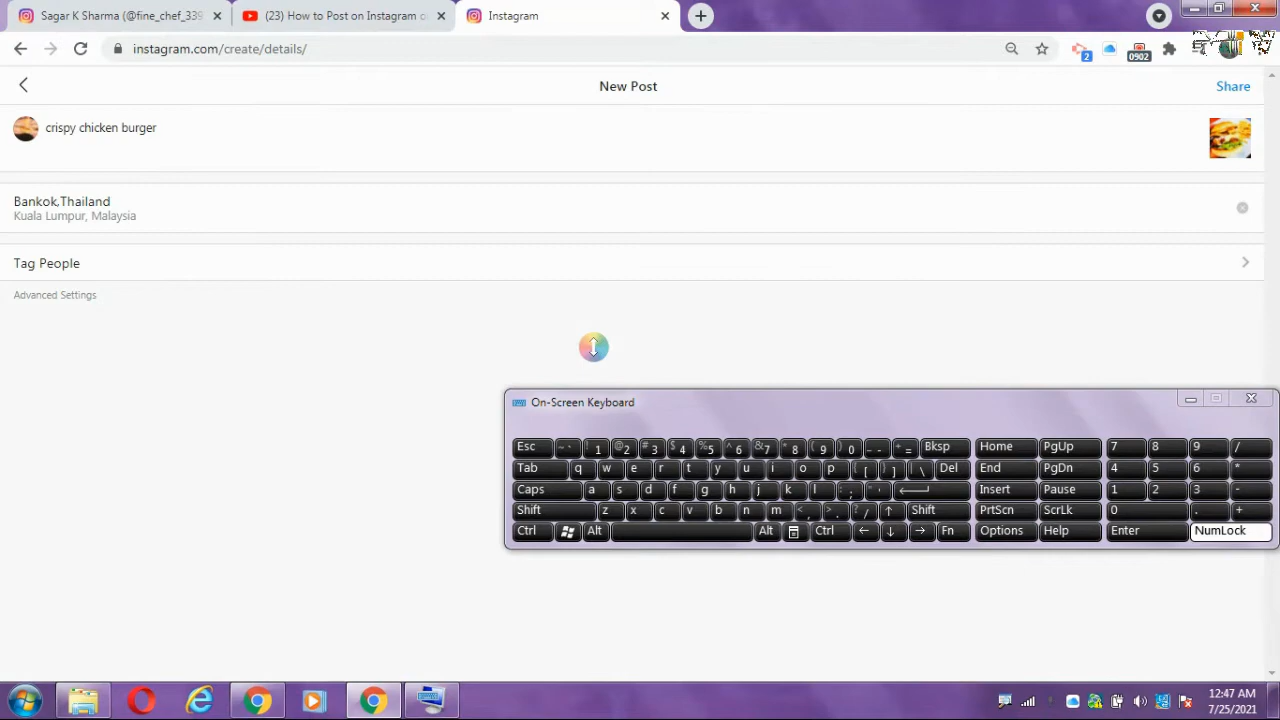 Sagar K Sharma (@fine_chef_339
(23) How to Post on Instagram o
Instagram
instagram.com/create/details/
2
0902
New Post
Share
crispy chicken burger
Bankok,Thailand
Kuala Lumpur, Malaysia
Tag People
Advanced Settings
On-Screen Keyboard
Esc ~ ` ! 1 @ 2 # 3 $ 4 % 5 ^ 6 & 7 * 8 ( 9 ) 0 _ - + = Bksp Home PgUp 7 8 9 /
Tab q w e r t y u i o p { [ } ] | \ Del End PgDn 4 5 6 *
Caps a s d f g h j k l : ; " ' Insert Pause 1 2 3 -
Shift z x c v b n m < , > . ? / ↑ Shift PrtScn ScrLk 0 . +
Ctrl Alt Alt Ctrl ← ↓ → Fn Options Help Enter NumLock
12:47 AM
7/25/2021